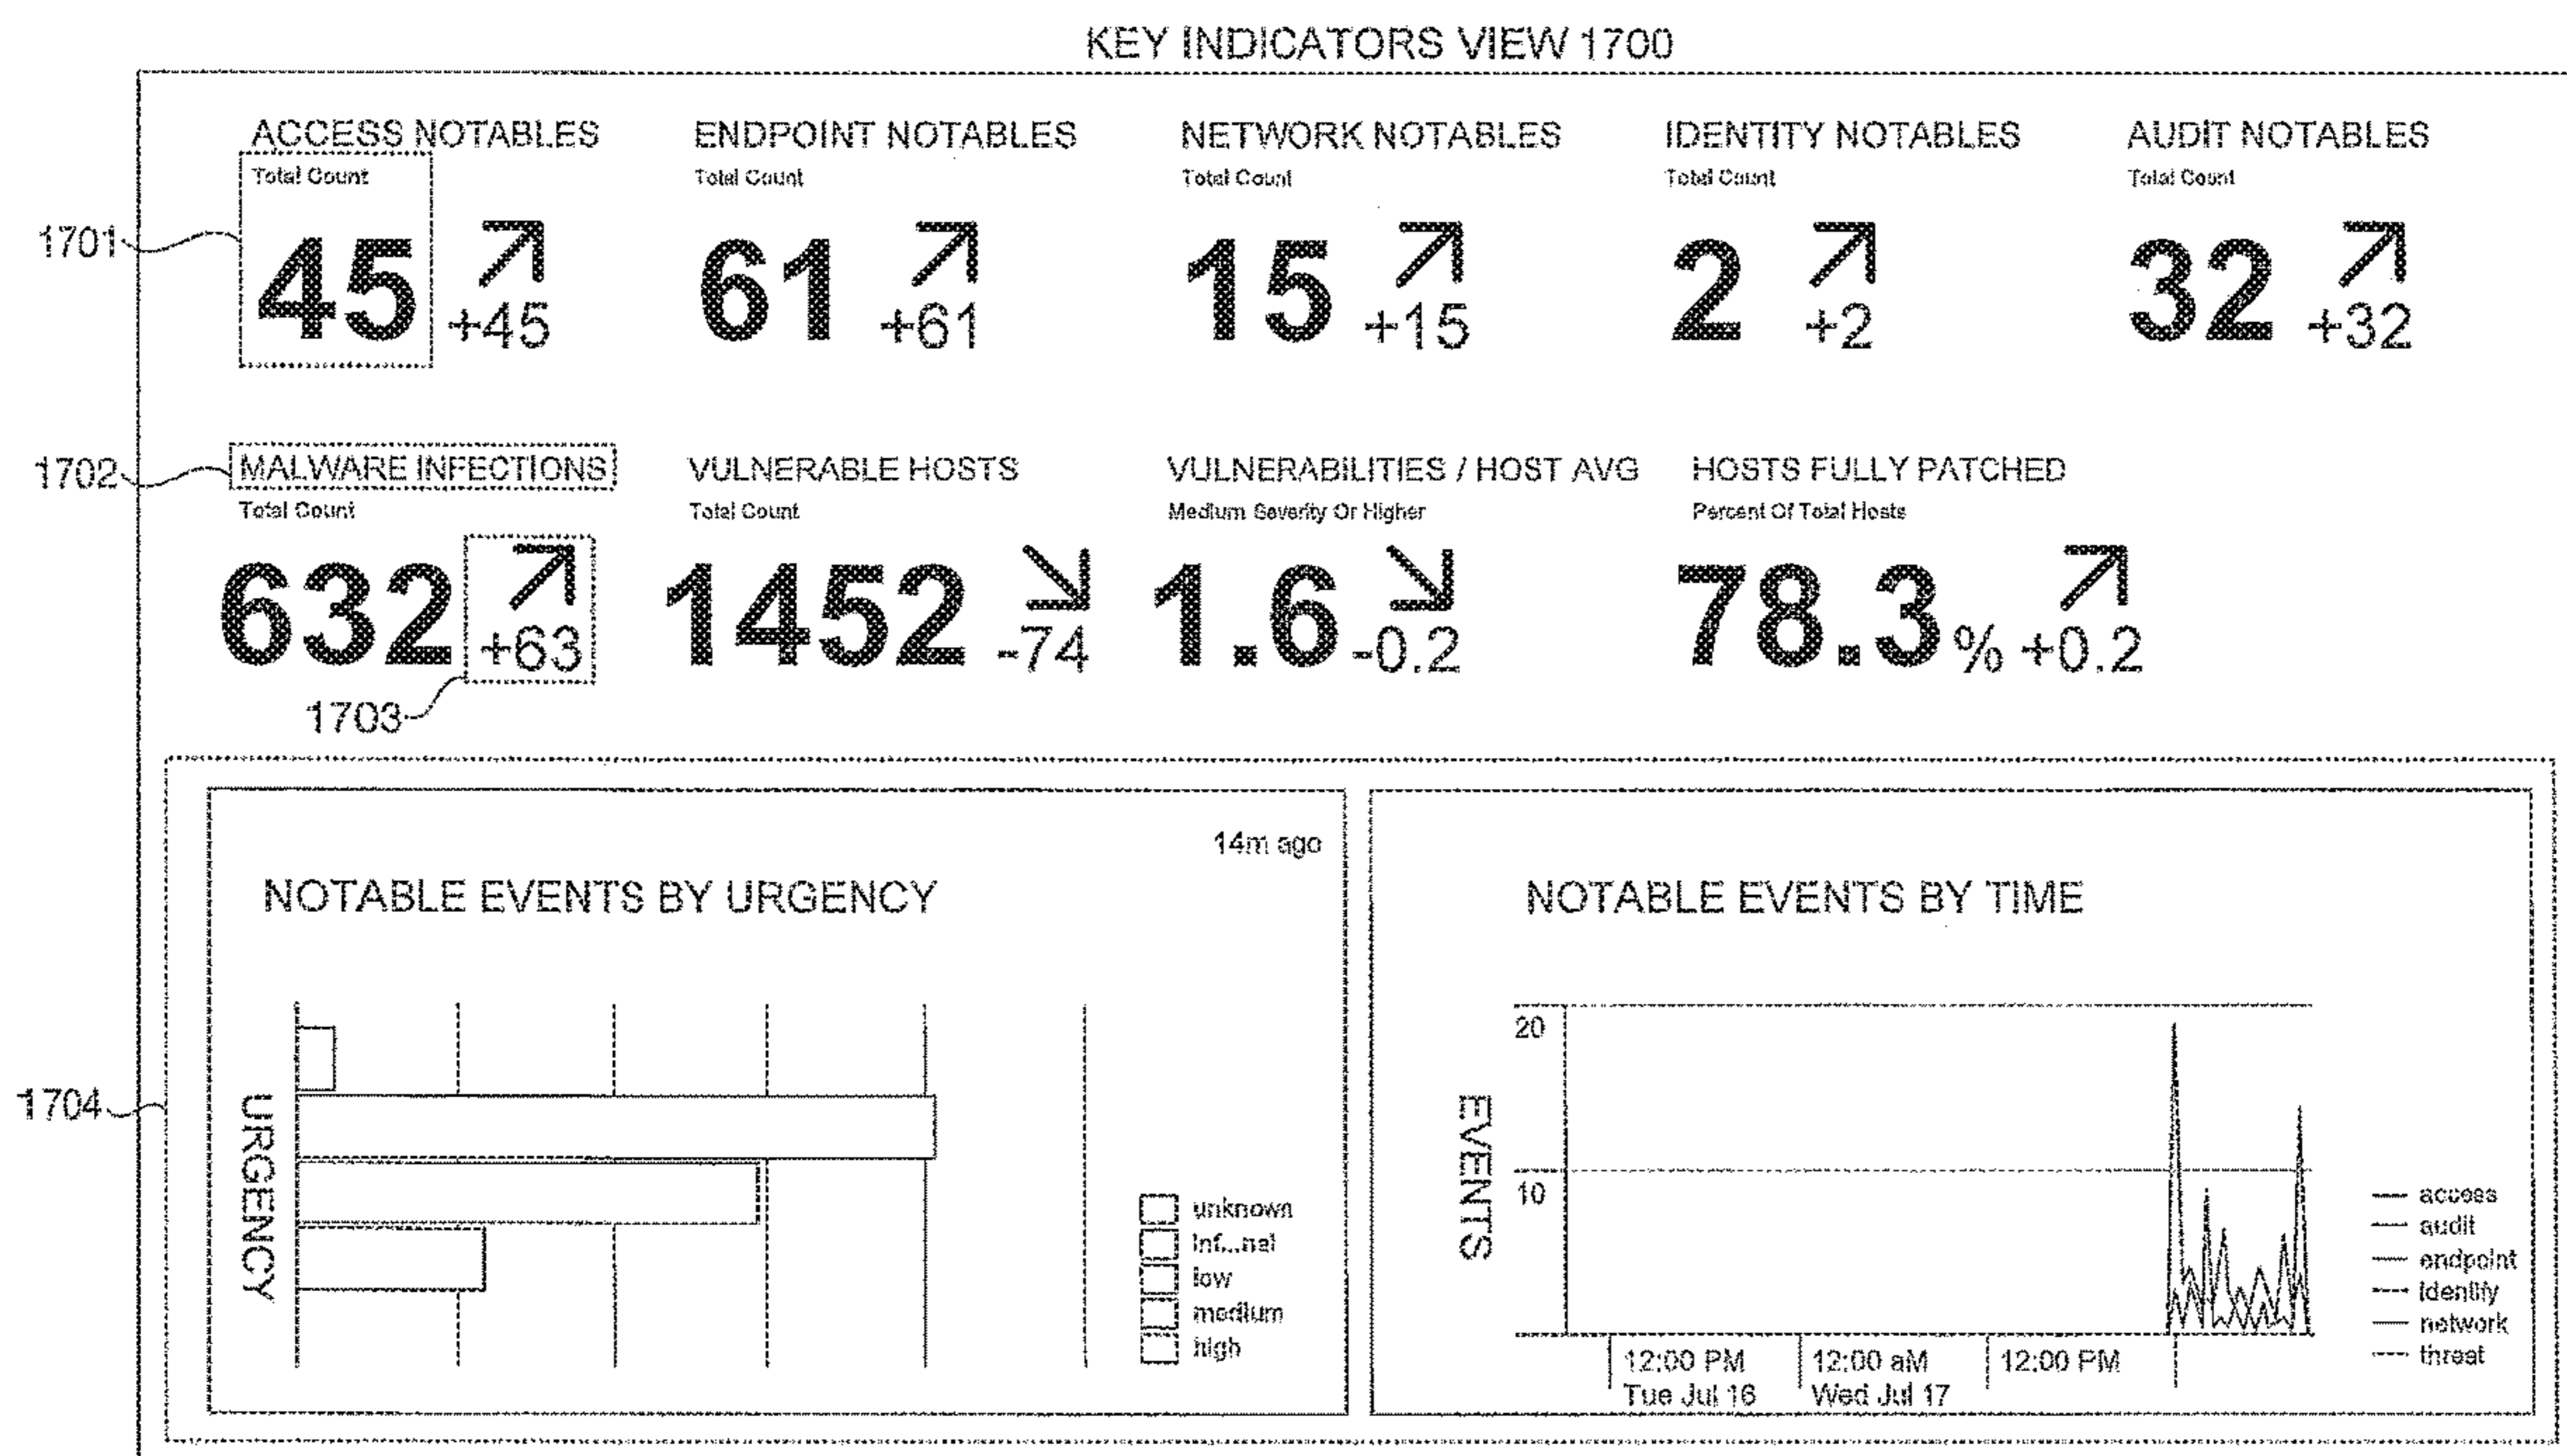 KEY INDICATORS VIEW 1700
ACCESS NOTABLES ENDPOINT NOTABLES NETWORK NOTABLES IDENTITY NOTABLES AUDIT NOTABLES
Total Count Total Count Total Count Total Count Total Count
1701 45 +45 61 +61 15 +15 2 +2 32 +32
1702 MALWARE INFECTIONS VULNERABLE HOSTS VULNERABILITIES / HOST AVG HOSTS FULLY PATCHED
Total Count Total Count Medium Severity Or Higher Percent Of Total Hosts
632 +63 1452 -74 1.6 -0.2 78.3 % +0.2
1703
1704
14m ago
NOTABLE EVENTS BY URGENCY
URGENCY
unknown
inf...nal
low
medium
high
NOTABLE EVENTS BY TIME
EVENTS
20
10
12:00 PM 12:00 aM 12:00 PM
Tue Jul 16 Wed Jul 17
access
audit
endpoint
identify
network
threat